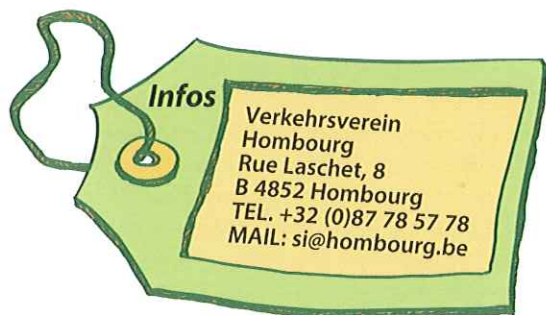 Infos
Verkehrsverein
Hombourg
Rue Laschet, 8
B 4852 Hombourg
TEL. +32 (0)87 78 57 78
MAIL: si@hombourg.be